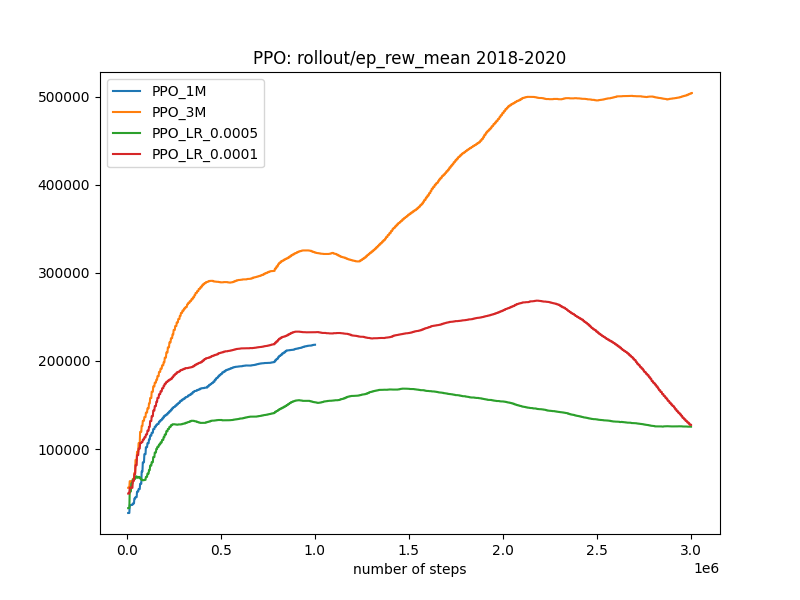 PPO: rollout/ep_rew_mean 2018-2020
PPO_1M
PPO_3M
PPO_LR_0.0005
PPO_LR_0.0001
500000
400000
300000
200000
100000
0.0 0.5 1.0 1.5 2.0 2.5 3.0
1e6
number of steps